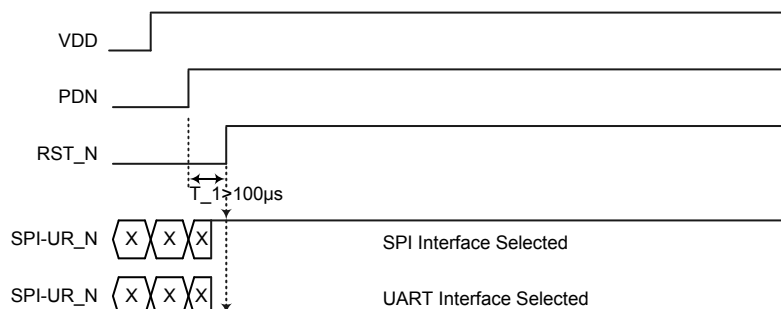 VDD
PDN
RST_N
T_1>100µs
SPI-UR_N X X X SPI Interface Selected
SPI-UR_N X X X UART Interface Selected